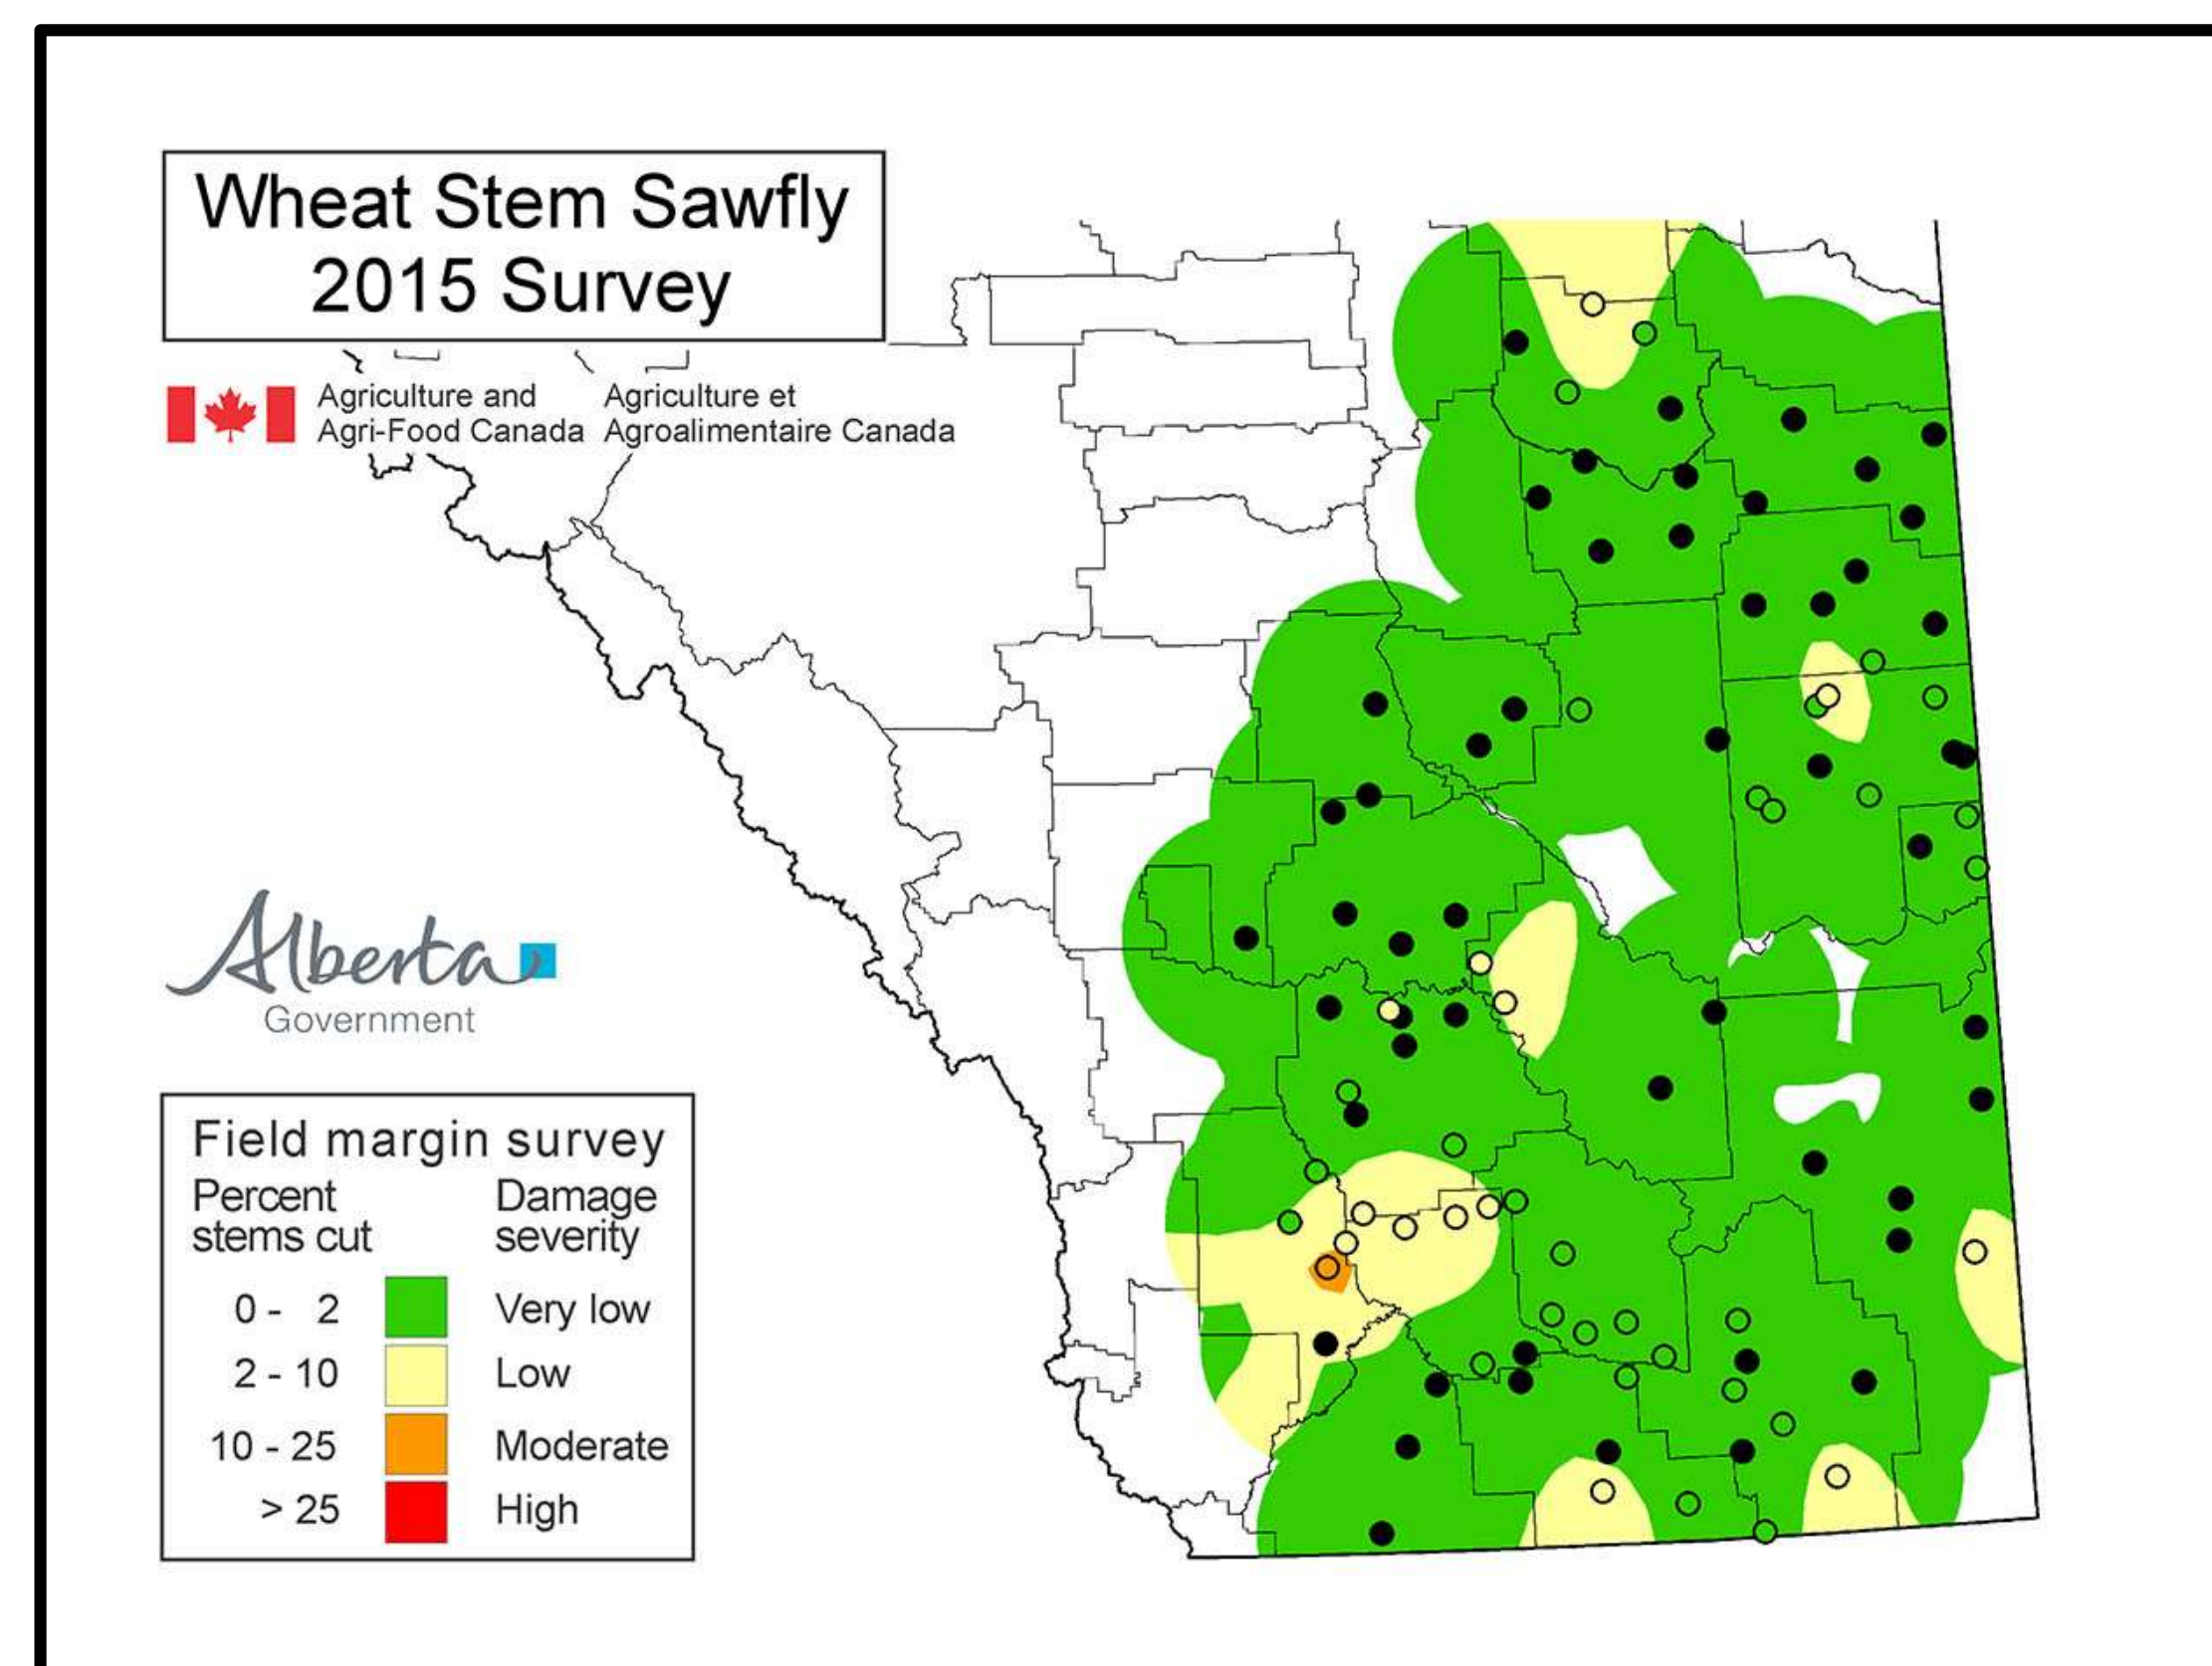 Wheat Stem Sawfly
2015 Survey
Agriculture and
Agri-Food Canada
Agriculture et
Agroalimentaire Canada
Alberta
Government
Field margin survey
Percent
stems cut
Damage
severity
0 - 2 Very low
2 - 10 Low
10 - 25 Moderate
> 25 High